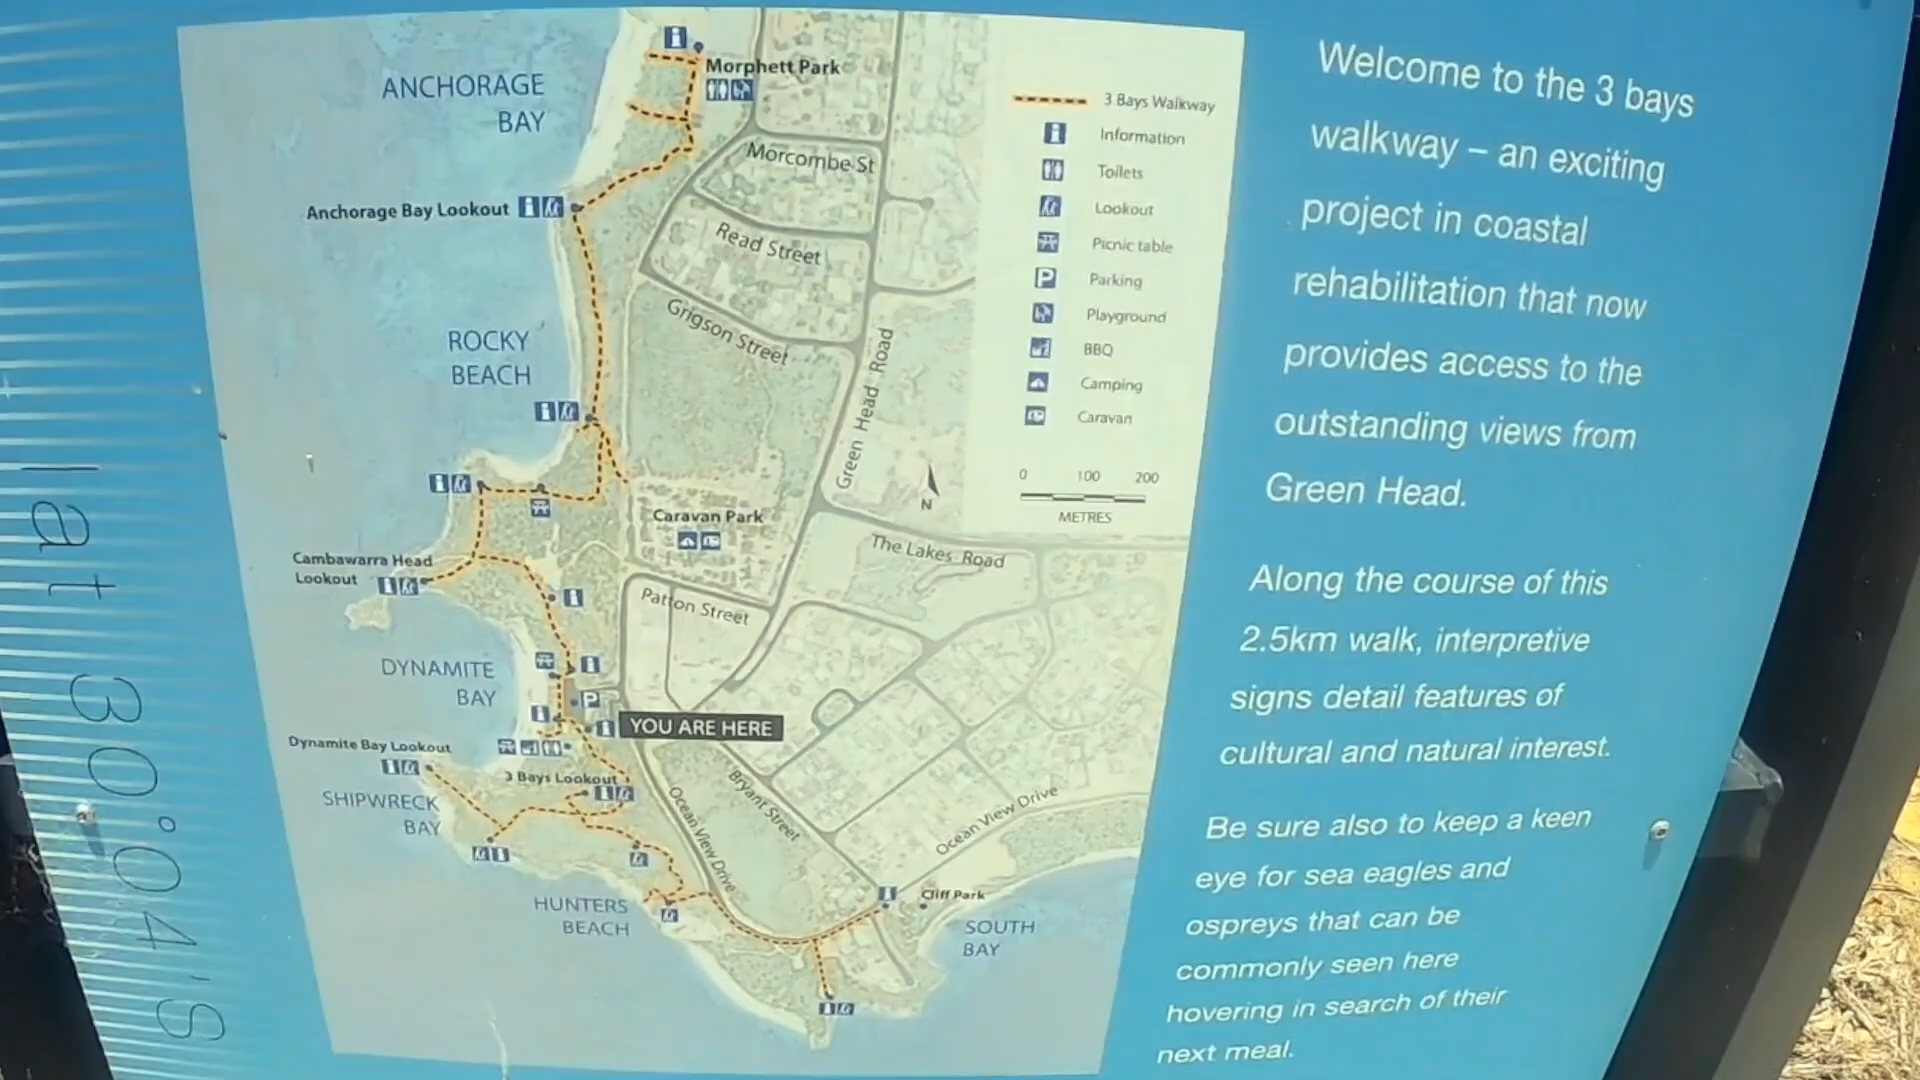 ANCHORAGE
BAY
Morphett Park
Morcombe St
Anchorage Bay Lookout
Read Street
Grigson Street
ROCKY
BEACH
Green Head Road
Caravan Park
Cambawarra Head
Lookout
The Lakes Road
Patton Street
DYNAMITE
BAY
YOU ARE HERE
Dynamite Bay Lookout
3 Bays Lookout
SHIPWRECK
BAY
Ocean View Drive
Bryant Street
Ocean View Drive
HUNTERS
BEACH
Cliff Park
SOUTH
BAY
3 Bays Walkway
Information
Toilets
Lookout
Picnic table
P Parking
Playground
BBQ
Camping
Caravan
N
0 100 200
METRES
P
Welcome to the 3 bays
walkway – an exciting
project in coastal
rehabilitation that now
provides access to the
outstanding views from
Green Head.
Along the course of this
2.5km walk, interpretive
signs detail features of
cultural and natural interest.
Be sure also to keep a keen
eye for sea eagles and
ospreys that can be
commonly seen here
hovering in search of their
next meal.
lat 30°04'S